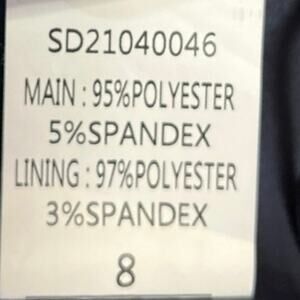 SD21040046
MAIN : 95%POLYESTER
5%SPANDEX
LINING : 97%POLYESTER
3%SPANDEX
8